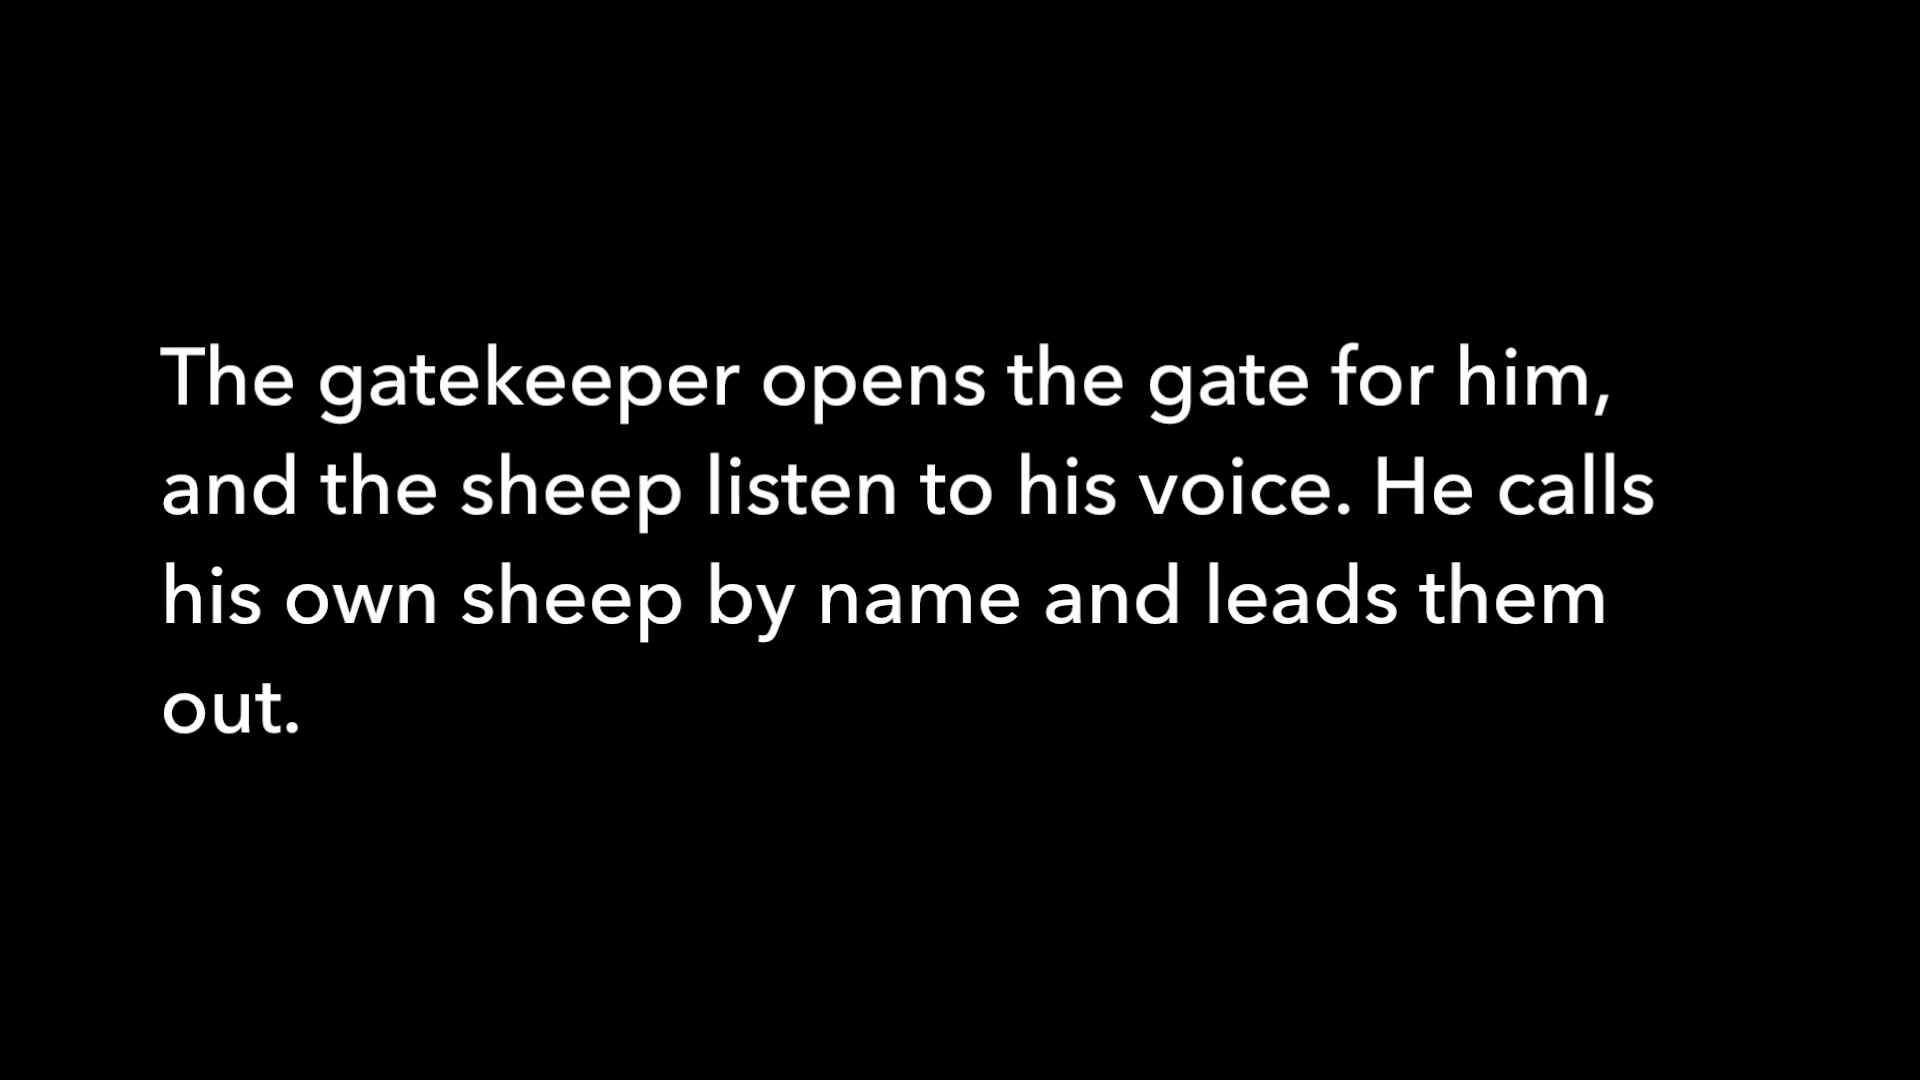 The gatekeeper opens the gate for him,
and the sheep listen to his voice. He calls
his own sheep by name and leads them
out.